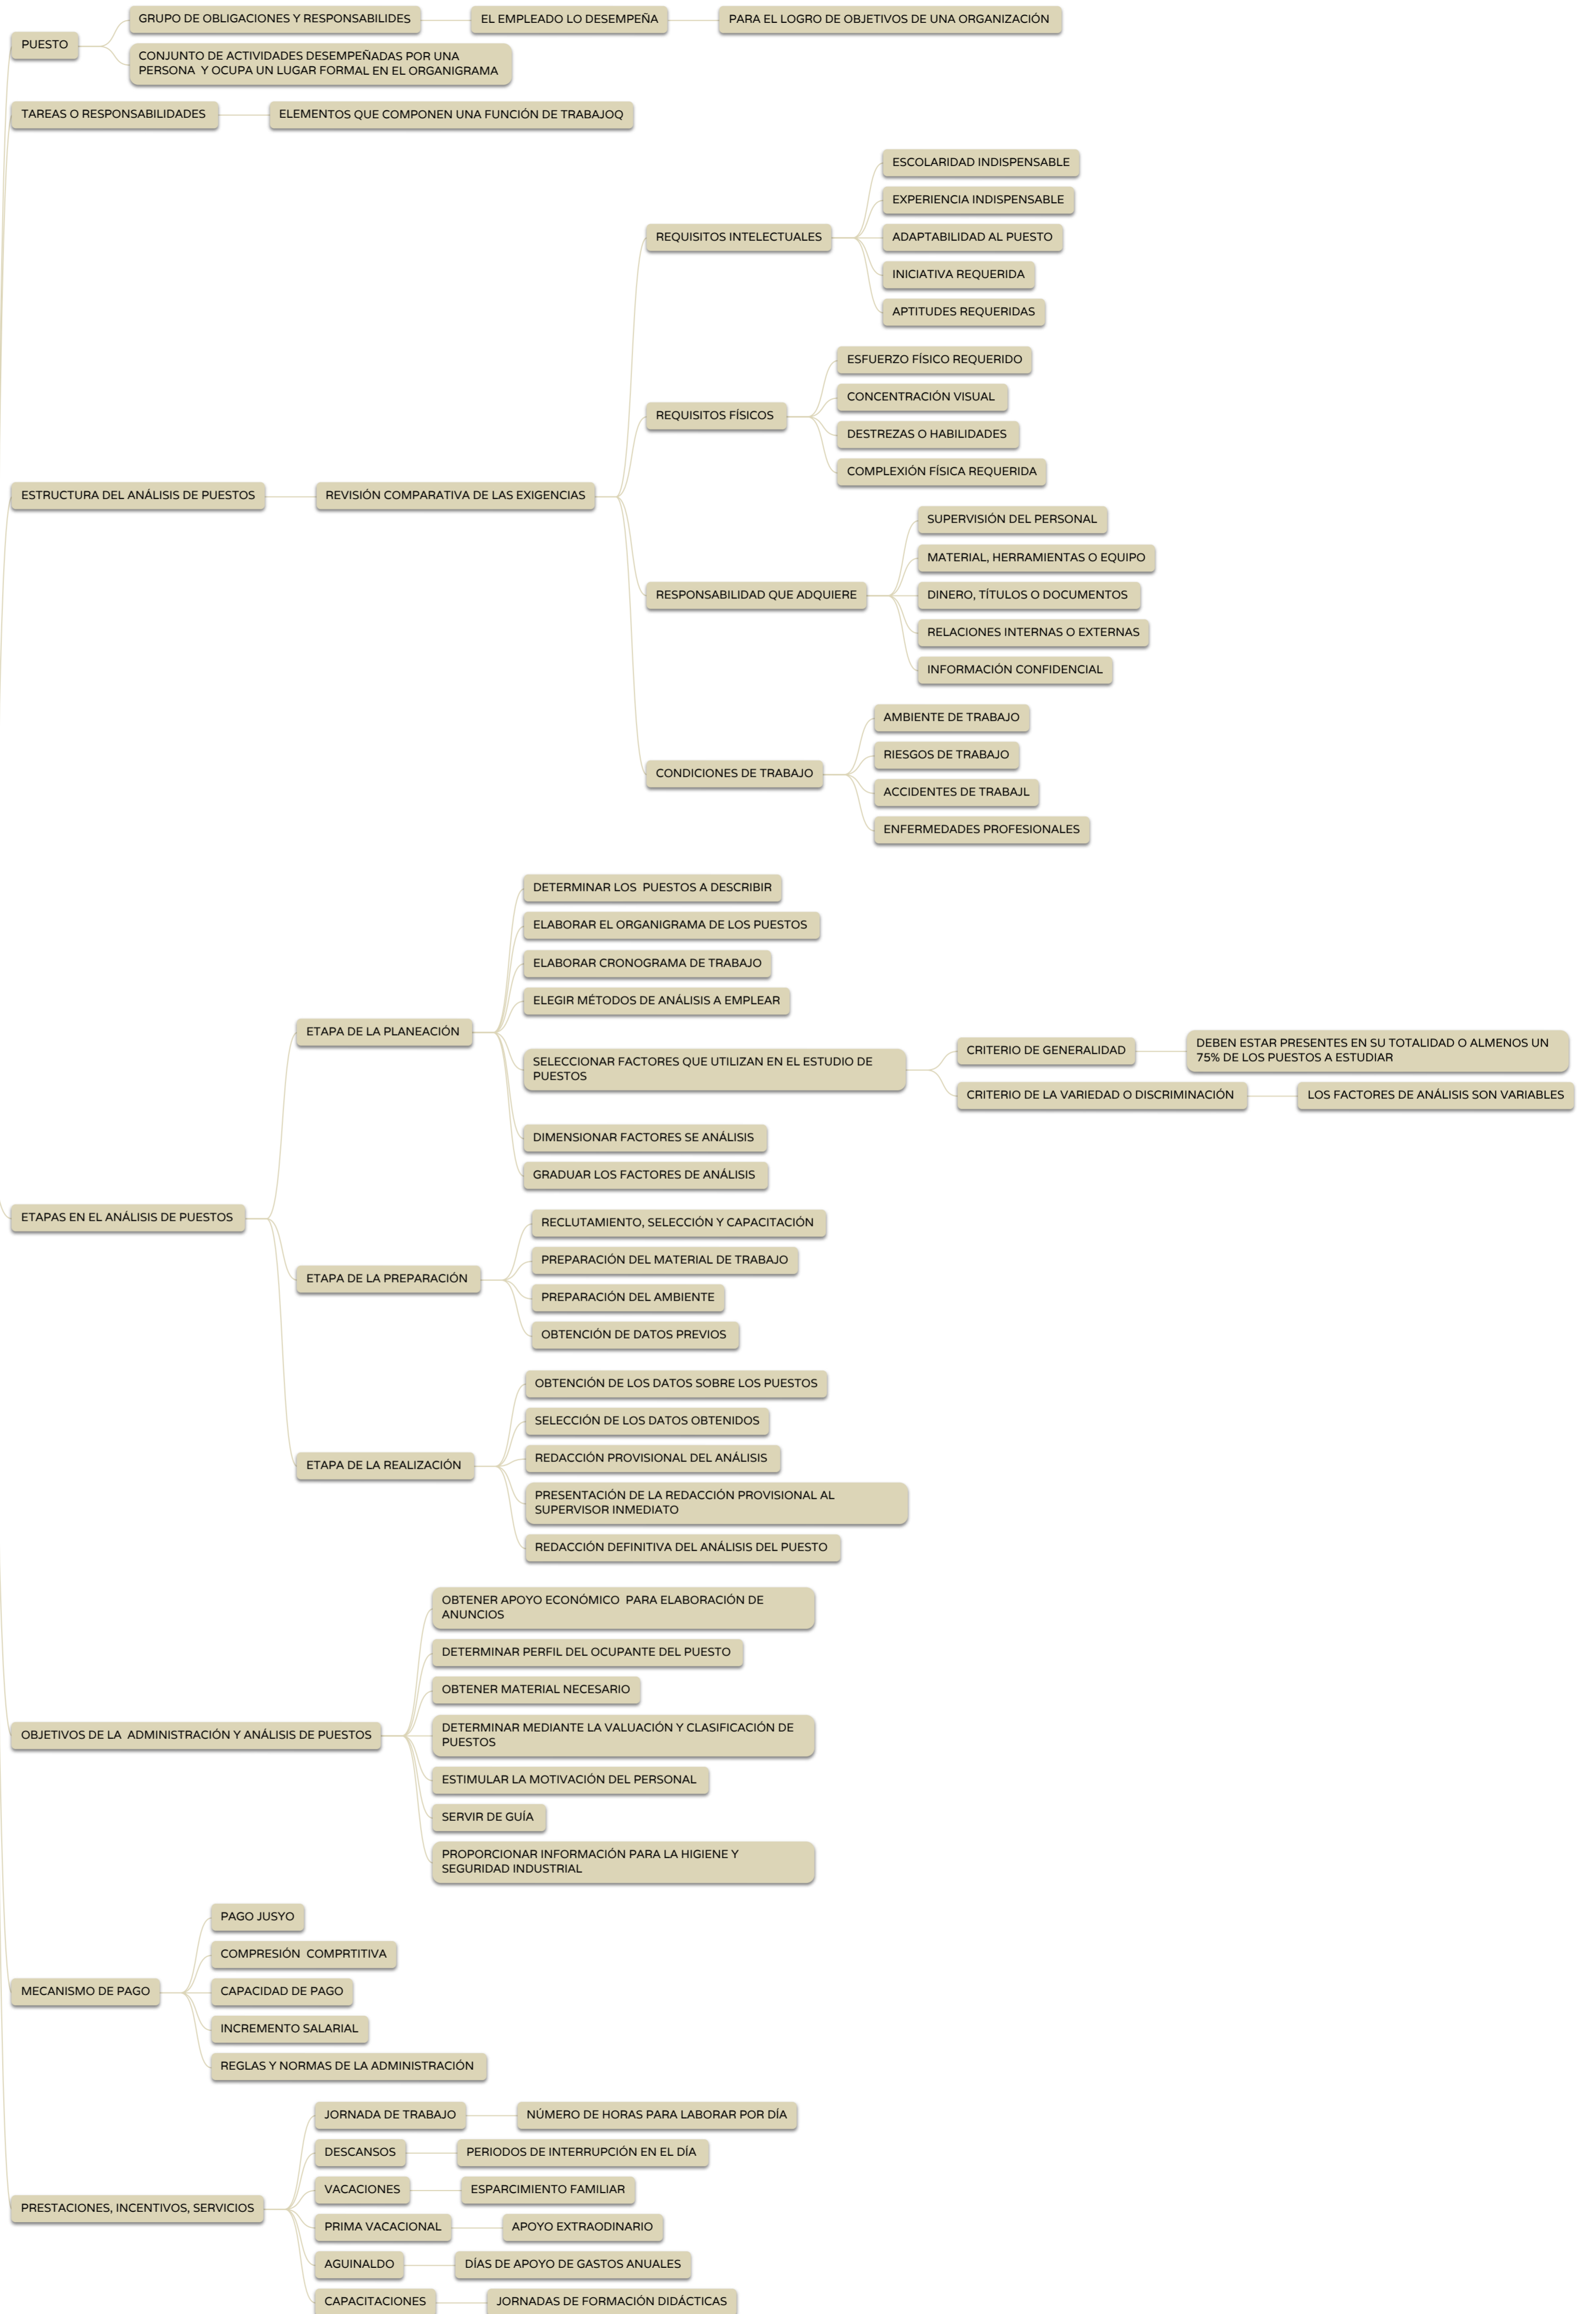 PUESTO
GRUPO DE OBLIGACIONES Y RESPONSABILIDES
EL EMPLEADO LO DESEMPEÑA
PARA EL LOGRO DE OBJETIVOS DE UNA ORGANIZACIÓN
CONJUNTO DE ACTIVIDADES DESEMPEÑADAS POR UNA
PERSONA Y OCUPA UN LUGAR FORMAL EN EL ORGANIGRAMA
TAREAS O RESPONSABILIDADES
ELEMENTOS QUE COMPONEN UNA FUNCIÓN DE TRABAJOQ
ESTRUCTURA DEL ANÁLISIS DE PUESTOS
REVISIÓN COMPARATIVA DE LAS EXIGENCIAS
REQUISITOS INTELECTUALES
ESCOLARIDAD INDISPENSABLE
EXPERIENCIA INDISPENSABLE
ADAPTABILIDAD AL PUESTO
INICIATIVA REQUERIDA
APTITUDES REQUERIDAS
REQUISITOS FÍSICOS
ESFUERZO FÍSICO REQUERIDO
CONCENTRACIÓN VISUAL
DESTREZAS O HABILIDADES
COMPLEXIÓN FÍSICA REQUERIDA
RESPONSABILIDAD QUE ADQUIERE
SUPERVISIÓN DEL PERSONAL
MATERIAL, HERRAMIENTAS O EQUIPO
DINERO, TÍTULOS O DOCUMENTOS
RELACIONES INTERNAS O EXTERNAS
INFORMACIÓN CONFIDENCIAL
CONDICIONES DE TRABAJO
AMBIENTE DE TRABAJO
RIESGOS DE TRABAJO
ACCIDENTES DE TRABAJL
ENFERMEDADES PROFESIONALES
ETAPAS EN EL ANÁLISIS DE PUESTOS
ETAPA DE LA PLANEACIÓN
DETERMINAR LOS PUESTOS A DESCRIBIR
ELABORAR EL ORGANIGRAMA DE LOS PUESTOS
ELABORAR CRONOGRAMA DE TRABAJO
ELEGIR MÉTODOS DE ANÁLISIS A EMPLEAR
SELECCIONAR FACTORES QUE UTILIZAN EN EL ESTUDIO DE
PUESTOS
CRITERIO DE GENERALIDAD
DEBEN ESTAR PRESENTES EN SU TOTALIDAD O ALMENOS UN
75% DE LOS PUESTOS A ESTUDIAR
CRITERIO DE LA VARIEDAD O DISCRIMINACIÓN
LOS FACTORES DE ANÁLISIS SON VARIABLES
DIMENSIONAR FACTORES SE ANÁLISIS
GRADUAR LOS FACTORES DE ANÁLISIS
ETAPA DE LA PREPARACIÓN
RECLUTAMIENTO, SELECCIÓN Y CAPACITACIÓN
PREPARACIÓN DEL MATERIAL DE TRABAJO
PREPARACIÓN DEL AMBIENTE
OBTENCIÓN DE DATOS PREVIOS
ETAPA DE LA REALIZACIÓN
OBTENCIÓN DE LOS DATOS SOBRE LOS PUESTOS
SELECCIÓN DE LOS DATOS OBTENIDOS
REDACCIÓN PROVISIONAL DEL ANÁLISIS
PRESENTACIÓN DE LA REDACCIÓN PROVISIONAL AL
SUPERVISOR INMEDIATO
REDACCIÓN DEFINITIVA DEL ANÁLISIS DEL PUESTO
OBJETIVOS DE LA ADMINISTRACIÓN Y ANÁLISIS DE PUESTOS
OBTENER APOYO ECONÓMICO PARA ELABORACIÓN DE
ANUNCIOS
DETERMINAR PERFIL DEL OCUPANTE DEL PUESTO
OBTENER MATERIAL NECESARIO
DETERMINAR MEDIANTE LA VALUACIÓN Y CLASIFICACIÓN DE
PUESTOS
ESTIMULAR LA MOTIVACIÓN DEL PERSONAL
SERVIR DE GUÍA
PROPORCIONAR INFORMACIÓN PARA LA HIGIENE Y
SEGURIDAD INDUSTRIAL
MECANISMO DE PAGO
PAGO JUSYO
COMPRESIÓN COMPRTITIVA
CAPACIDAD DE PAGO
INCREMENTO SALARIAL
REGLAS Y NORMAS DE LA ADMINISTRACIÓN
PRESTACIONES, INCENTIVOS, SERVICIOS
JORNADA DE TRABAJO
NÚMERO DE HORAS PARA LABORAR POR DÍA
DESCANSOS
PERIODOS DE INTERRUPCIÓN EN EL DÍA
VACACIONES
ESPARCIMIENTO FAMILIAR
PRIMA VACACIONAL
APOYO EXTRAODINARIO
AGUINALDO
DÍAS DE APOYO DE GASTOS ANUALES
CAPACITACIONES
JORNADAS DE FORMACIÓN DIDÁCTICAS